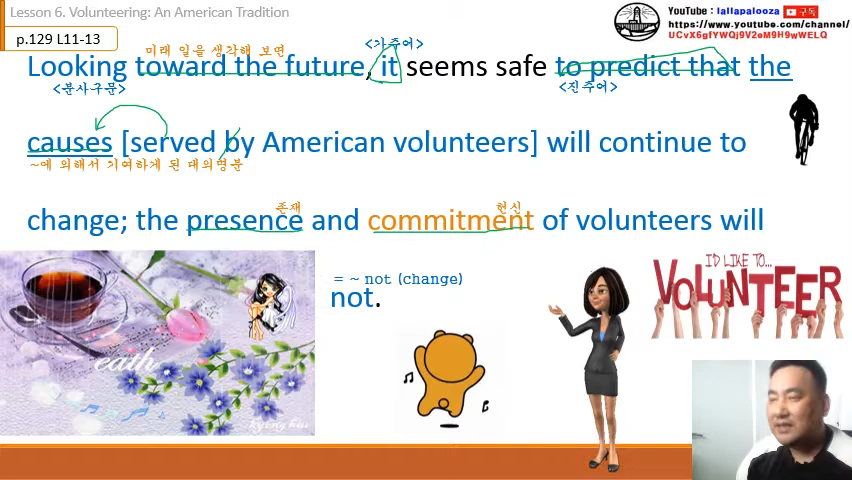 Lesson 6. Volunteering: An American Tradition
YouTube : lallapalooza 구독
https://www.youtube.com/channel/
UCvX6gfYWQj9V2eM9H9wWELQ
p.129 L11-13
미래 일을 생각해 보면 <가주어>
Looking toward the future, it seems safe to predict that the
<분사구문> <진주어>
causes [served by American volunteers] will continue to
~에 의해서 기여하게 된 대의명분
존재 헌신
change; the presence and commitment of volunteers will
= ~ not (change)
not.
I'D LIKE TO...
VOLUNTEER
eath